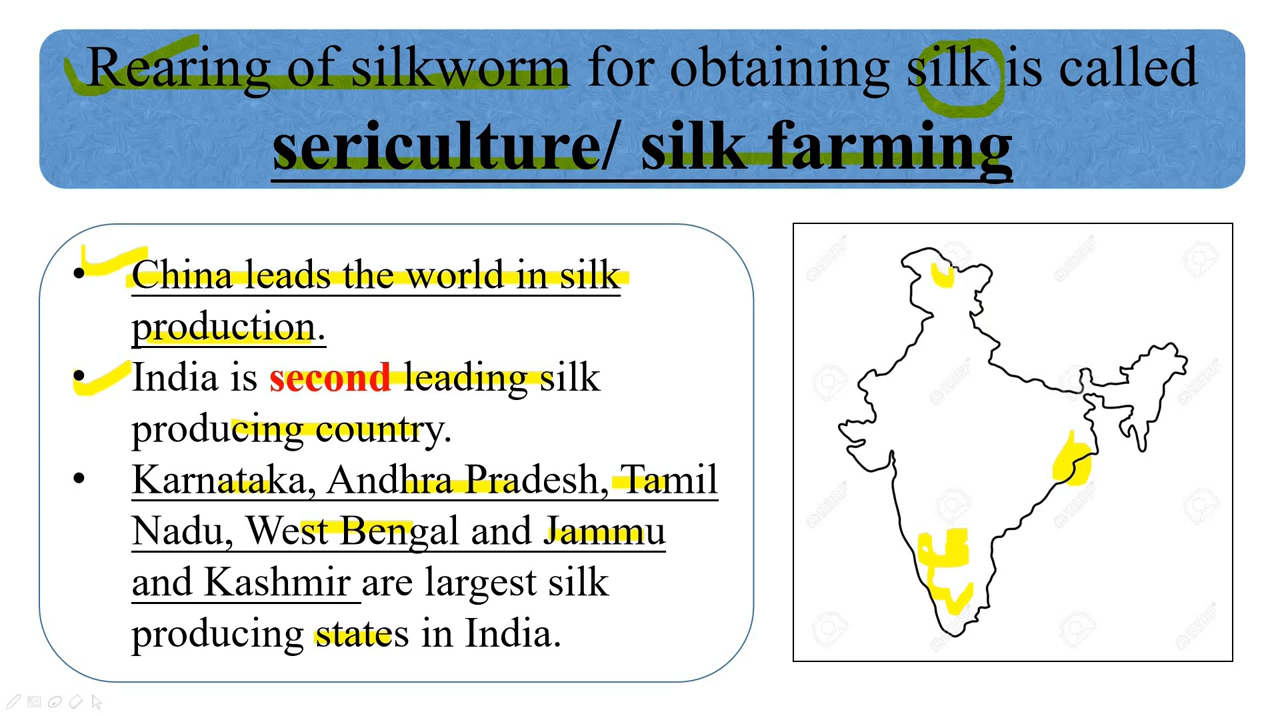 Rearing of silkworm for obtaining silk is called
sericulture/ silk farming
• China leads the world in silk
production.
• India is second leading silk
producing country.
• Karnataka, Andhra Pradesh, Tamil
Nadu, West Bengal and Jammu
and Kashmir are largest silk
producing states in India.